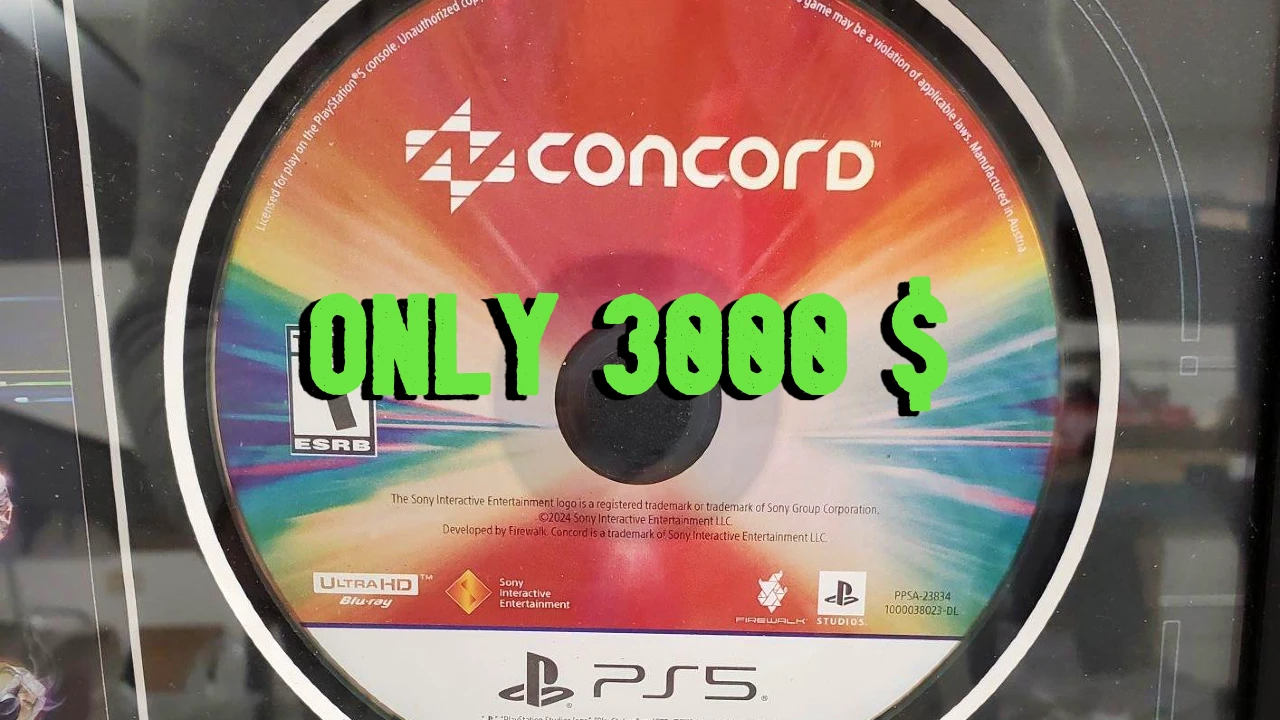 Licensed for play on the PlayStation®5 console. Unauthorized
game may be a violation of applicable laws. Manufactured in Austria
CONCORD™
ONLY 3000 $
ESRB
The Sony Interactive Entertainment logo is a registered trademark or trademark of Sony Group Corporation.
©2024 Sony Interactive Entertainment LLC.
Developed by Firewalk. Concord is a trademark of Sony Interactive Entertainment LLC.
ULTRAHD™
Blu-ray
Sony
Interactive
Entertainment
FIREWALK
STUDIOS.
PPSA-23834
1000038023-DL
PS5